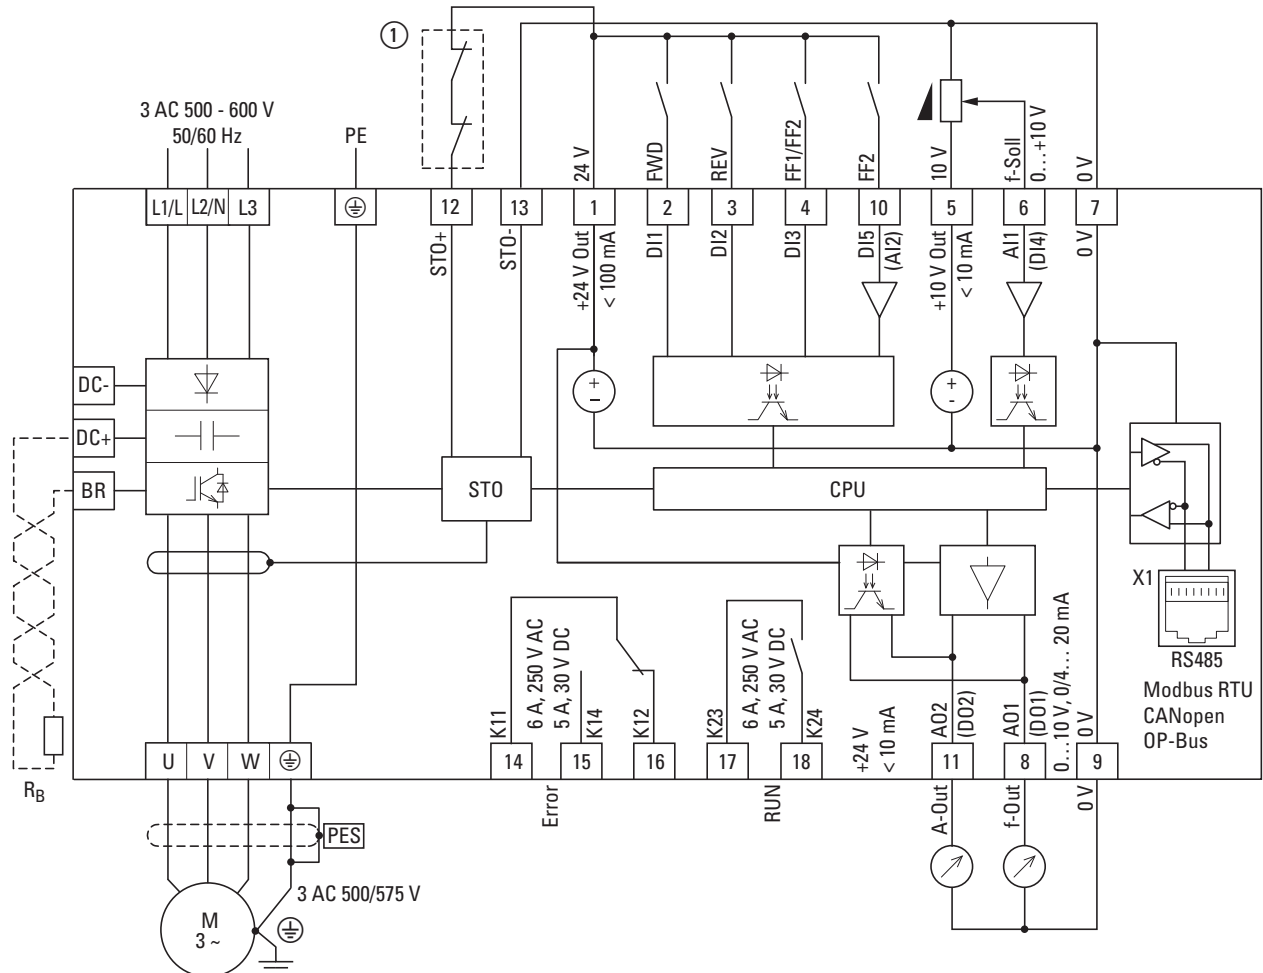 1
3 AC 500 - 600 V
50/60 Hz
PE
24 V
FWD
REV
FF1/FF2
FF2
10 V
f-Soll
0...+10 V
0 V
L1/L
L2/N
L3
12
13
1
2
3
4
10
5
6
7
STO+
STO-
+24 V Out
< 100 mA
DI1
DI2
DI3
DI5
(AI2)
+10 V Out
< 10 mA
AI1
(DI4)
0 V
DC-
DC+
BR
+
–
+
-
STO
CPU
X1
RS485
Modbus RTU
CANopen
OP-Bus
K11
6 A, 250 V AC
5 A, 30 V DC
K14
K12
K23
6 A, 250 V AC
5 A, 30 V DC
K24
+24 V
< 10 mA
AO2
(DO2)
AO1
(DO1)
0...10 V, 0/4... 20 mA
0 V
U
V
W
14
15
16
17
18
11
8
9
RB
Error
RUN
A-Out
f-Out
0 V
PES
3 AC 500/575 V
M
3 ~